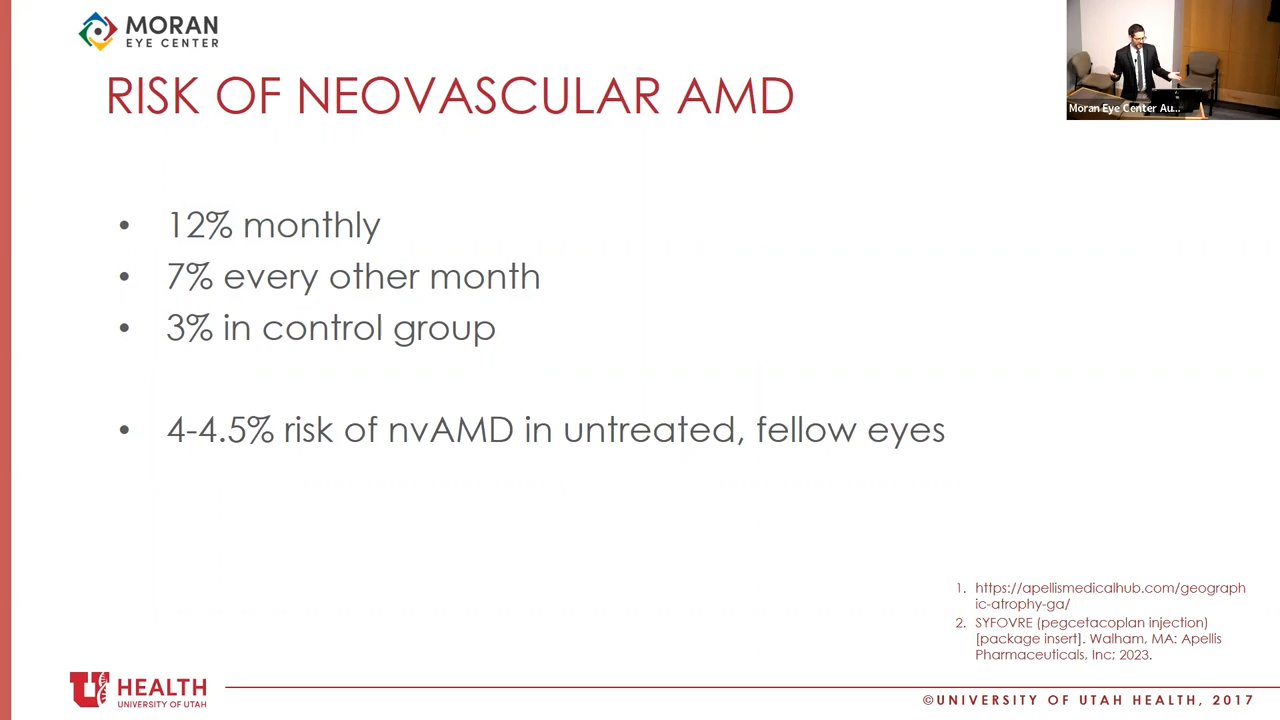 MORAN
EYE CENTER
RISK OF NEOVASCULAR AMD
Moran Eye Center Au...
• 12% monthly
• 7% every other month
• 3% in control group
• 4-4.5% risk of nvAMD in untreated, fellow eyes
1. https://apellismedicalhub.com/geograph
ic-atrophy-ga/
2. SYFOVRE (pegcetacoplan injection)
[package insert]. Walham, MA: Apellis
Pharmaceuticals, Inc; 2023.
U HEALTH
UNIVERSITY OF UTAH
©UNIVERSITY OF UTAH HEALTH, 2017